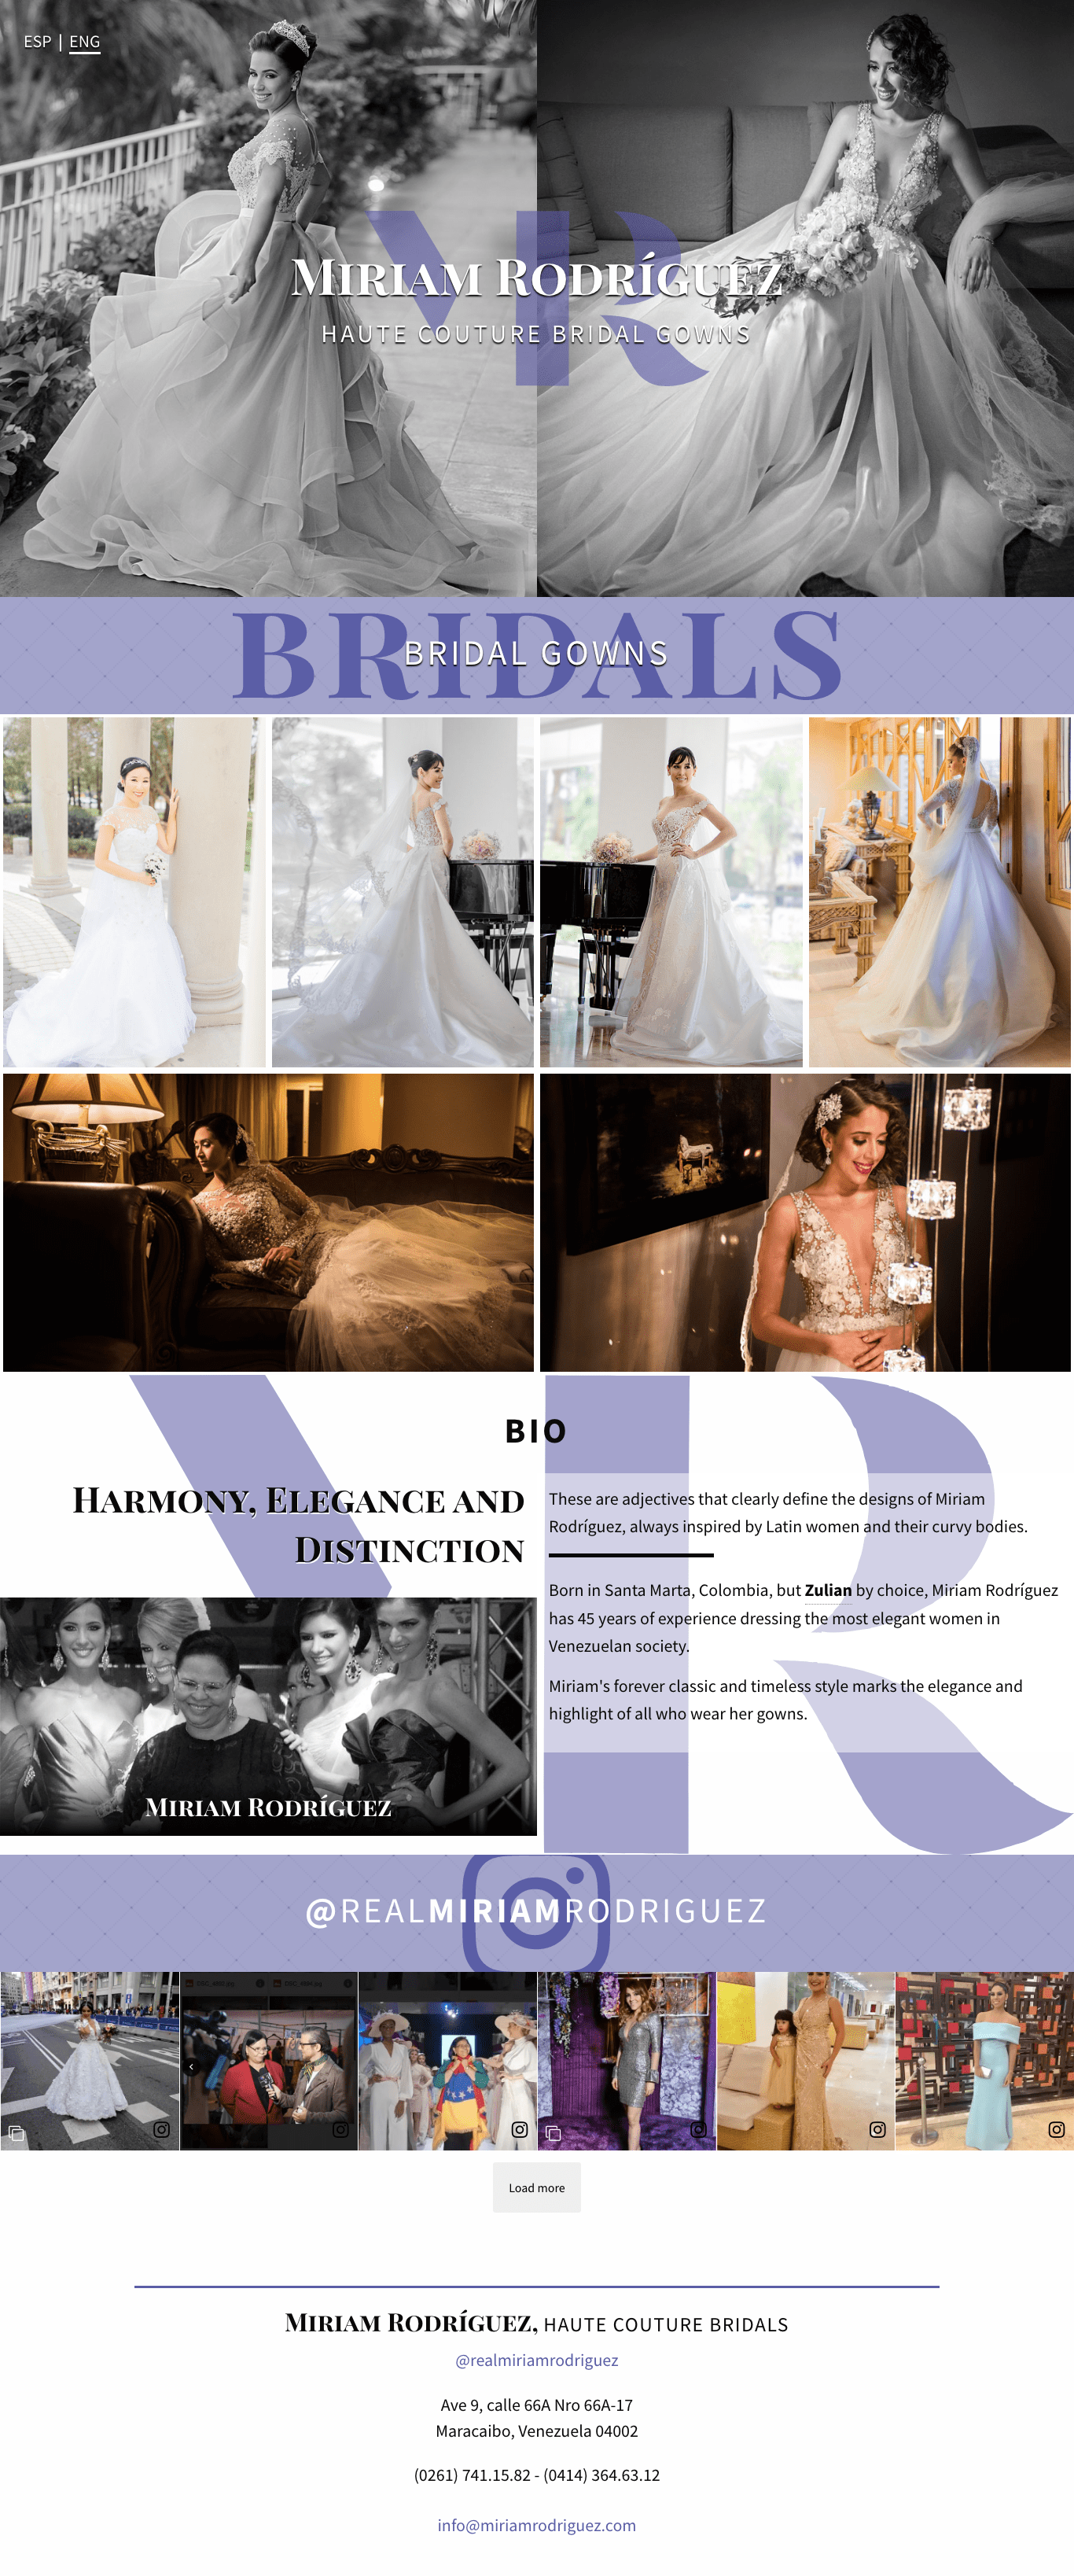 ESP | ENG
Miriam Rodríguez
HAUTE COUTURE BRIDAL GOWNS
BRIDALS
BRIDAL GOWNS
BIO
Harmony, Elegance and
Distinction
Miriam Rodríguez
These are adjectives that clearly define the designs of Miriam
Rodríguez, always inspired by Latin women and their curvy bodies.
Born in Santa Marta, Colombia, but Zulian by choice, Miriam Rodríguez
has 45 years of experience dressing the most elegant women in
Venezuelan society.
Miriam's forever classic and timeless style marks the elegance and
highlight of all who wear her gowns.
@REALMIRIAMRODRIGUEZ
Load more
Miriam Rodríguez, HAUTE COUTURE BRIDALS
@realmiriamrodriguez
Ave 9, calle 66A Nro 66A-17
Maracaibo, Venezuela 04002
(0261) 741.15.82 - (0414) 364.63.12
info@miriamrodriguez.com